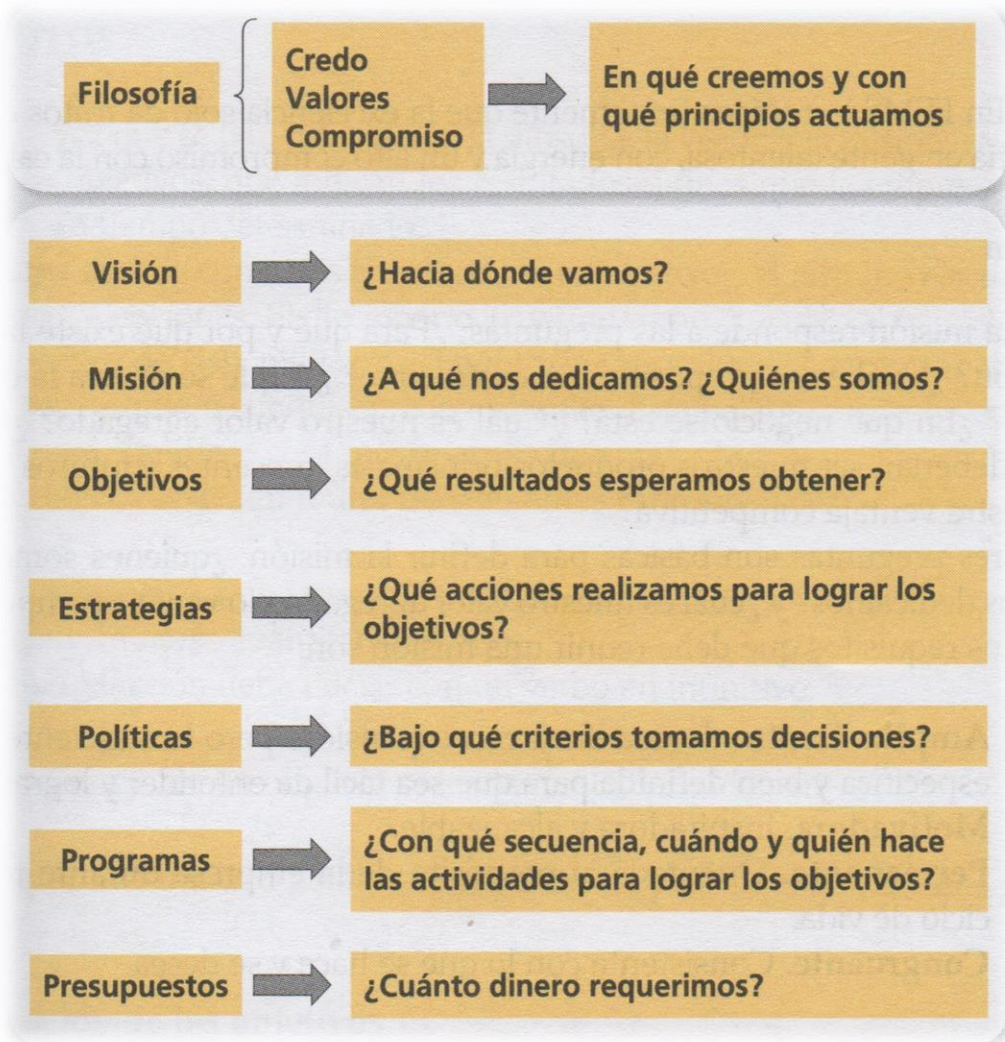 Filosofía
Credo
Valores
Compromiso
En qué creemos y con
qué principios actuamos
Visión
¿Hacia dónde vamos?
Misión
¿A qué nos dedicamos? ¿Quiénes somos?
Objetivos
¿Qué resultados esperamos obtener?
Estrategias
¿Qué acciones realizamos para lograr los
objetivos?
Políticas
¿Bajo qué criterios tomamos decisiones?
Programas
¿Con qué secuencia, cuándo y quién hace
las actividades para lograr los objetivos?
Presupuestos
¿Cuánto dinero requerimos?